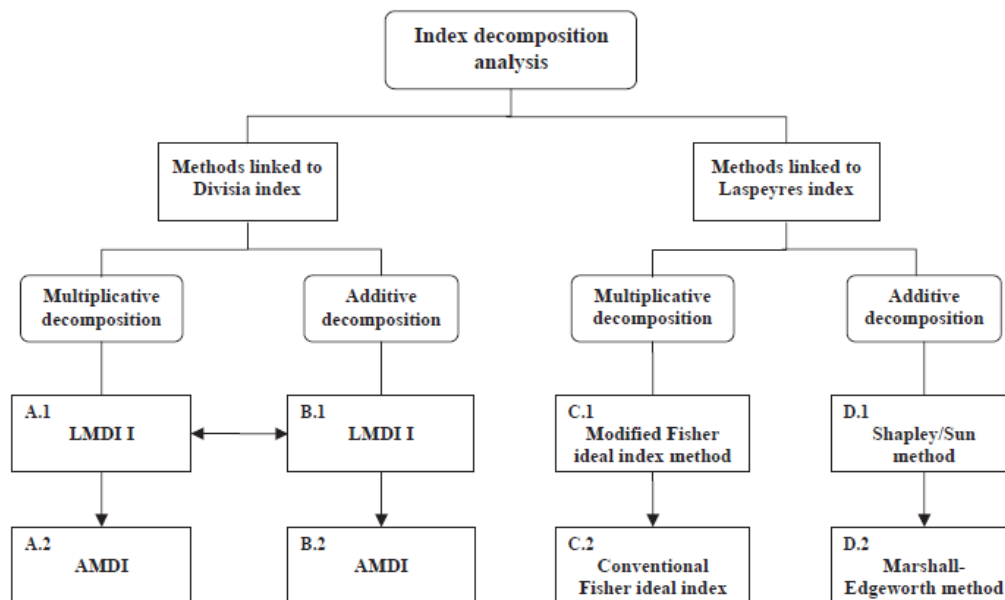 Index decomposition
analysis
Methods linked to
Divisia index
Methods linked to
Laspeyres index
Multiplicative
decomposition
Additive
decomposition
Multiplicative
decomposition
Additive
decomposition
A.1
LMDI I
B.1
LMDI I
C.1
Modified Fisher
ideal index method
D.1
Shapley/Sun
method
A.2
AMDI
B.2
AMDI
C.2
Conventional
Fisher ideal index
D.2
Marshall-
Edgeworth method